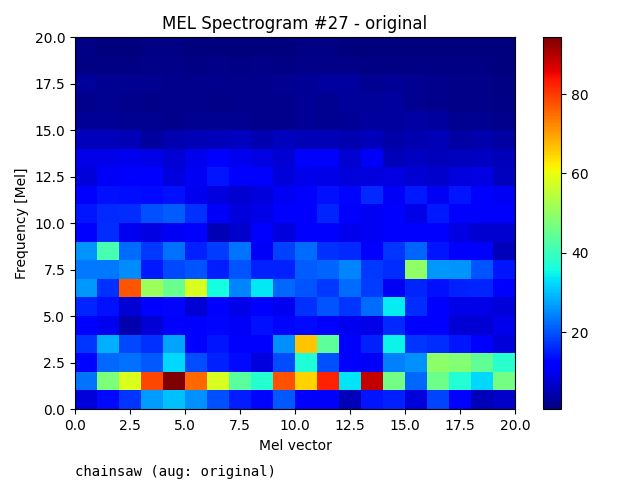 MEL Spectrogram #27 - original
20.0
17.5
15.0
12.5
10.0
7.5
5.0
2.5
0.0
Frequency [Mel]
0.0 2.5 5.0 7.5 10.0 12.5 15.0 17.5 20.0
Mel vector
80
60
40
20
chainsaw (aug: original)